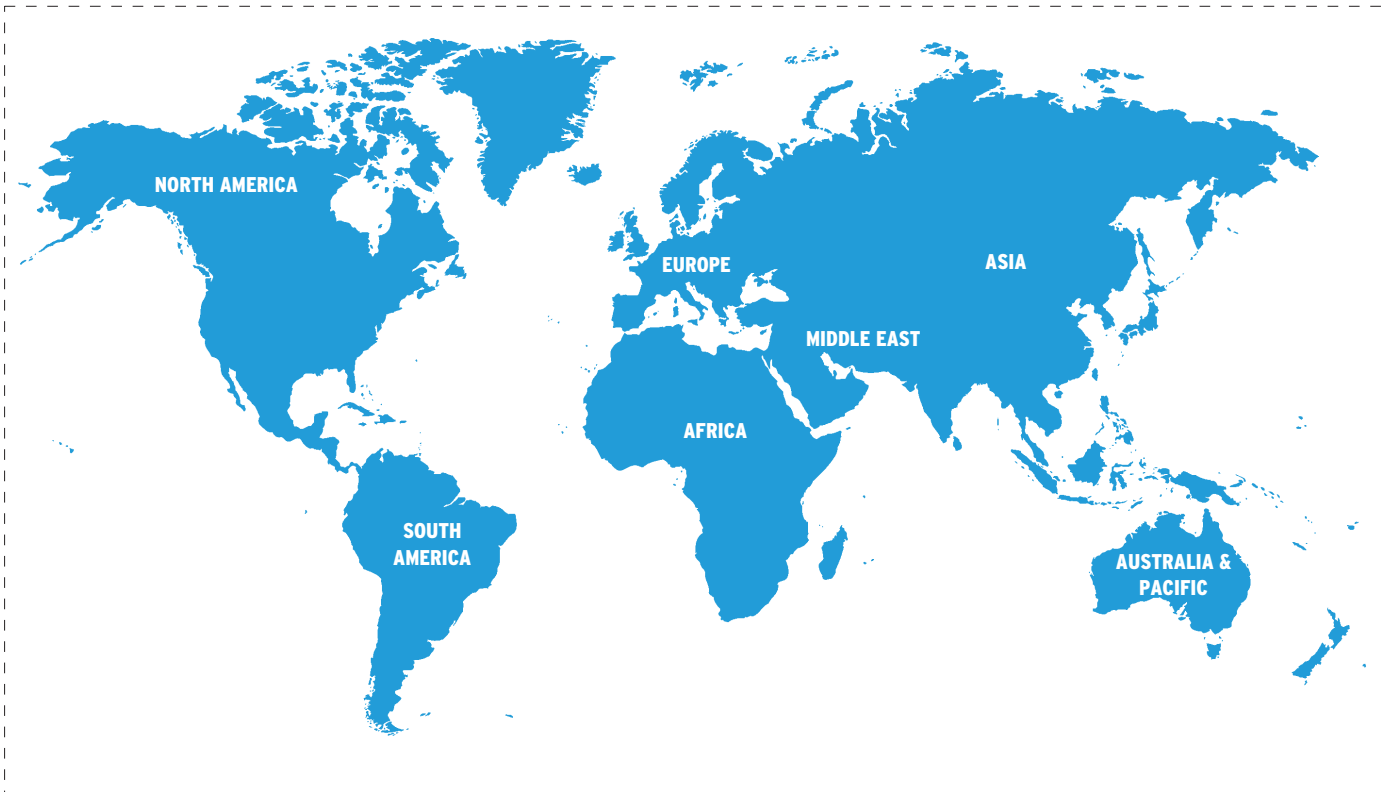 NORTH AMERICA
EUROPE
ASIA
MIDDLE EAST
AFRICA
SOUTH
AMERICA
AUSTRALIA &
PACIFIC